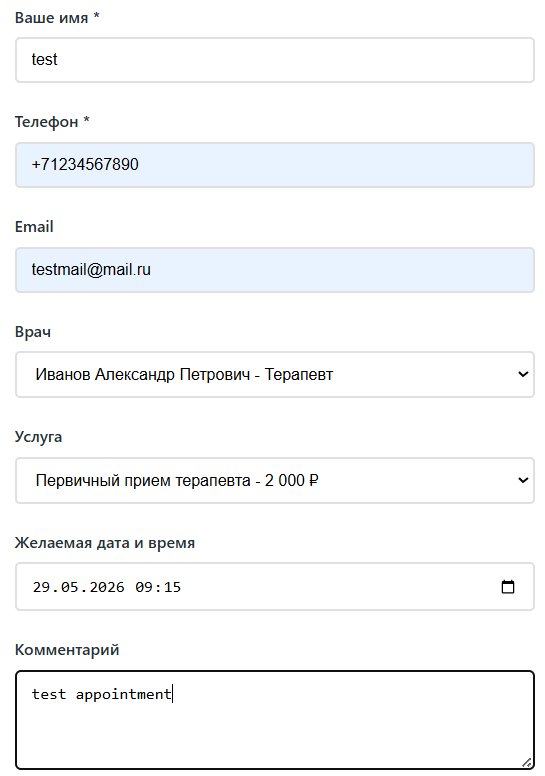 Ваше имя *
test
Телефон *
+71234567890
Email
testmail@mail.ru
Врач
Иванов Александр Петрович - Терапевт
Услуга
Первичный прием терапевта - 2 000 ₽
Желаемая дата и время
29.05.2026 09:15
Комментарий
test appointment